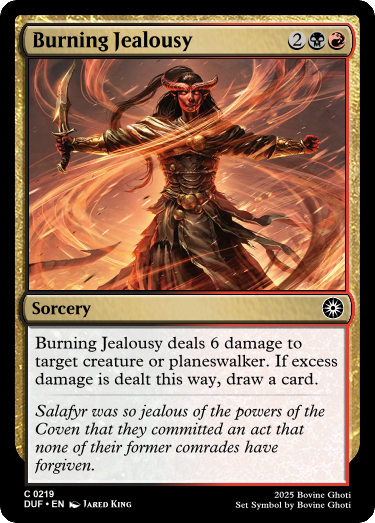 Burning Jealousy 2
Sorcery
Burning Jealousy deals 6 damage to
target creature or planeswalker. If excess
damage is dealt this way, draw a card.
Salafyr was so jealous of the powers of the
Coven that they committed an act that
none of their former comrades have
forgiven.
C 0219
DUF • EN Jared King
2025 Bovine Ghoti
Set Symbol by Bovine Ghoti